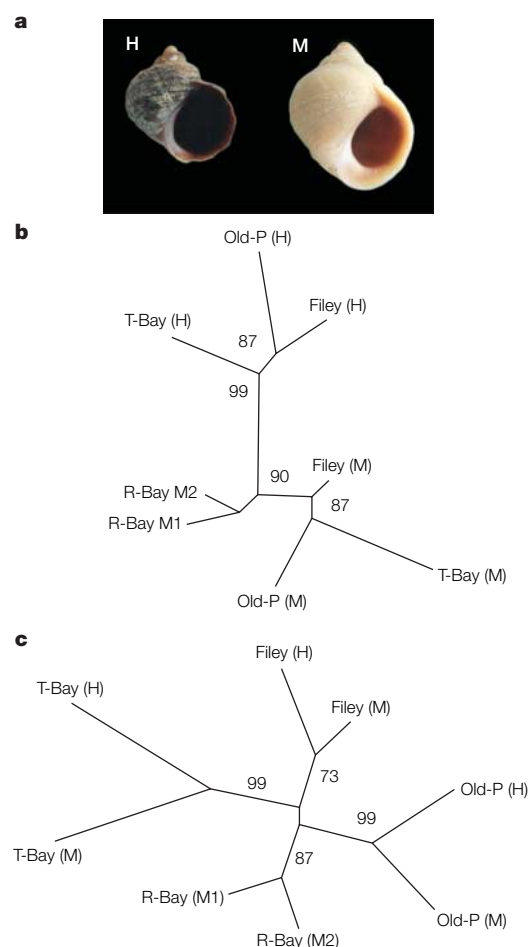 a
H
M
b
Old-P (H)
Filey (H)
T-Bay (H)
87
99
90
Filey (M)
R-Bay M2
87
R-Bay M1
T-Bay (M)
Old-P (M)
c
Filey (H)
T-Bay (H)
Filey (M)
73
99
Old-P (H)
99
T-Bay (M)
87
R-Bay (M1)
Old-P (M)
R-Bay (M2)